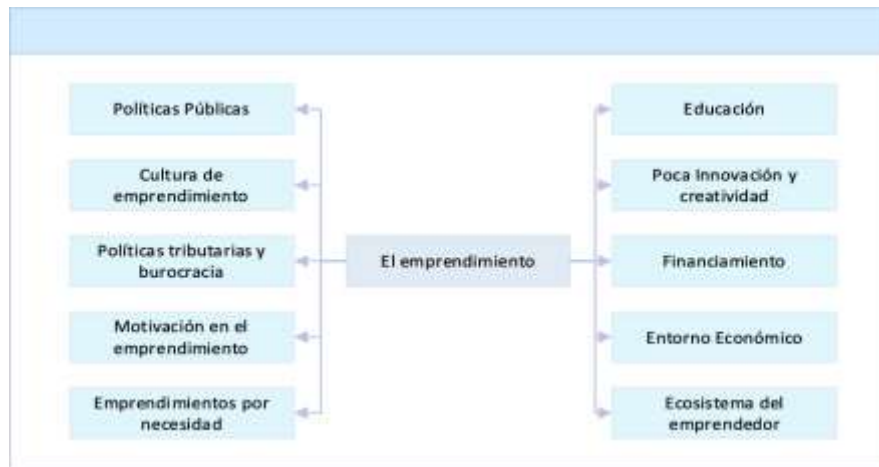 Políticas Públicas
Cultura de
emprendimiento
Políticas tributarias y
burocracia
Motivación en el
emprendimiento
Emprendimientos por
necesidad
El emprendimiento
Educación
Poca Innovación y
creatividad
Financiamiento
Entorno Económico
Ecosistema del
emprendedor